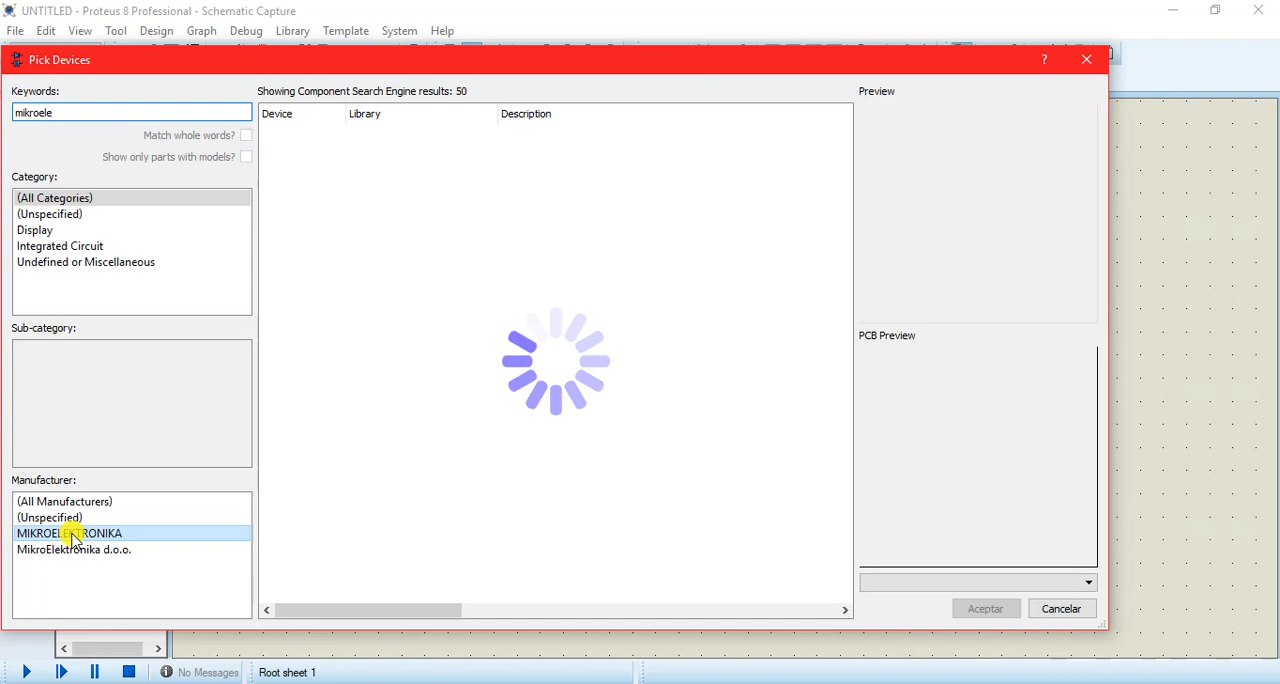 UNTITLED - Proteus 8 Professional - Schematic Capture
File Edit View Tool Design Graph Debug Library Template System Help
Pick Devices
?
Keywords:
mikroele
Match whole words?
Show only parts with models?
Category:
(All Categories)
(Unspecified)
Display
Integrated Circuit
Undefined or Miscellaneous
Sub-category:
Manufacturer:
(All Manufacturers)
(Unspecified)
MIKROELEKTRONIKA
MikroElektronika d.o.o.
Showing Component Search Engine results: 50
Device Library Description
Preview
PCB Preview
Aceptar Cancelar
No Messages Root sheet 1